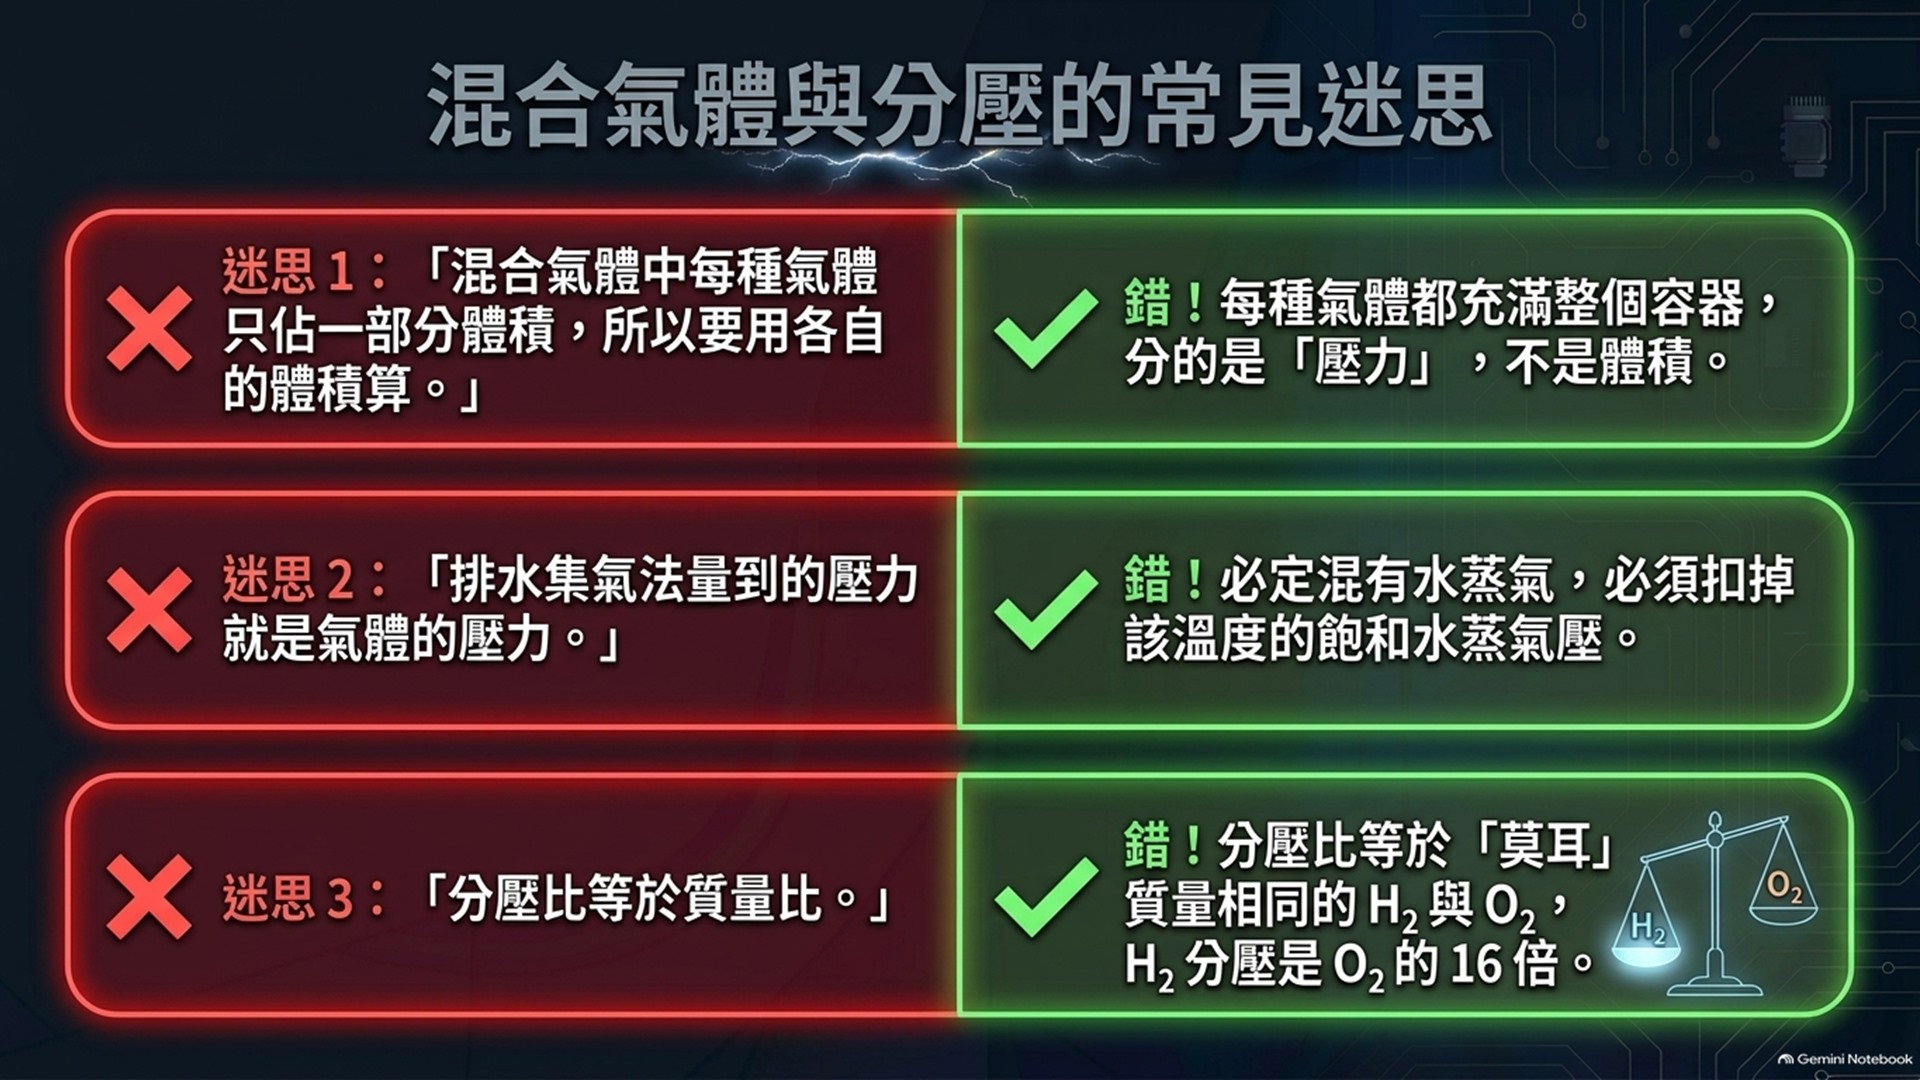 混合氣體與分壓的常見迷思
迷思 1：「混合氣體中每種氣體
只佔一部分體積，所以要用各自
的體積算。」
錯！每種氣體都充滿整個容器，
分的是「壓力」，不是體積。
迷思 2：「排水集氣法量到的壓力
就是氣體的壓力。」
錯！必定混有水蒸氣，必須扣掉
該溫度的飽和水蒸氣壓。
迷思 3：「分壓比等於質量比。」
錯！分壓比等於「莫耳」
質量相同的 H₂ 與 O₂，
H₂ 分壓是 O₂ 的 16 倍。
H₂
O₂
Gemini Notebook